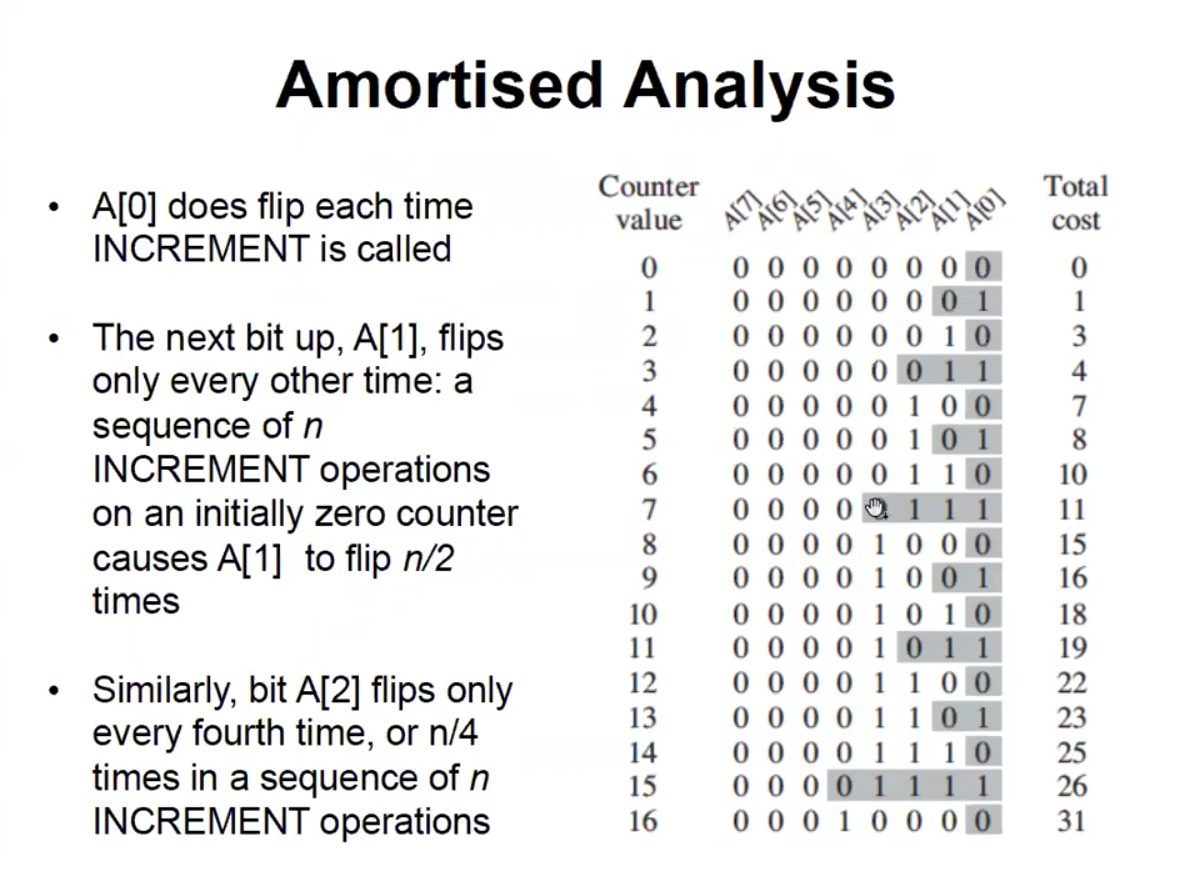 Amortised Analysis
• A[0] does flip each time
INCREMENT is called
• The next bit up, A[1], flips
only every other time: a
sequence of n
INCREMENT operations
on an initially zero counter
causes A[1] to flip n/2
times
• Similarly, bit A[2] flips only
every fourth time, or n/4
times in a sequence of n
INCREMENT operations
Counter value A[7] A[6] A[5] A[4] A[3] A[2] A[1] A[0] Total cost
0 0 0 0 0 0 0 0 0 0
1 0 0 0 0 0 0 0 1 1
2 0 0 0 0 0 0 1 0 3
3 0 0 0 0 0 0 1 1 4
4 0 0 0 0 0 1 0 0 7
5 0 0 0 0 0 1 0 1 8
6 0 0 0 0 0 1 1 0 10
7 0 0 0 0 1 1 1 11
8 0 0 0 0 1 0 0 0 15
9 0 0 0 0 1 0 0 1 16
10 0 0 0 0 1 0 1 0 18
11 0 0 0 0 1 0 1 1 19
12 0 0 0 0 1 1 0 0 22
13 0 0 0 0 1 1 0 1 23
14 0 0 0 0 1 1 1 0 25
15 0 0 0 0 1 1 1 1 26
16 0 0 0 1 0 0 0 0 31